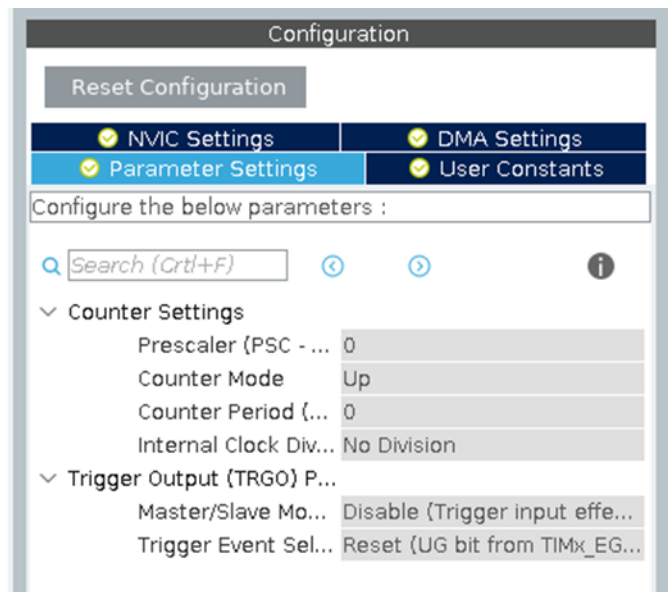 Configuration
Reset Configuration
NVIC Settings DMA Settings
Parameter Settings User Constants
Configure the below parameters :
Search (Crtl+F)
Counter Settings
Prescaler (PSC - ... 0
Counter Mode Up
Counter Period (... 0
Internal Clock Div... No Division
Trigger Output (TRGO) P...
Master/Slave Mo... Disable (Trigger input effe...
Trigger Event Sel... Reset (UG bit from TIMx_EG...